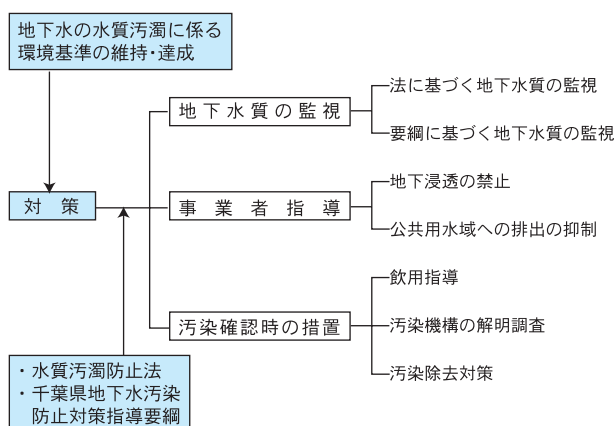 地下水の水質汚濁に係る
環境基準の維持・達成
地下水質の監視
法に基づく地下水質の監視
要綱に基づく地下水質の監視
対策
事業者指導
地下浸透の禁止
公共用水域への排出の抑制
汚染確認時の措置
飲用指導
汚染機構の解明調査
汚染除去対策
・水質汚濁防止法
・千葉県地下水汚染
防止対策指導要綱